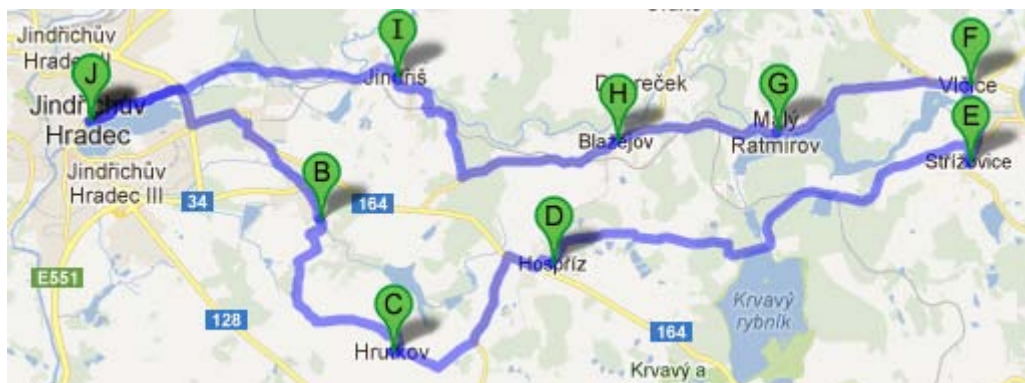 Jindřichův
Hradec II
J
Jindřichův
Hradec
Jindřichův
Hradec III
34
E551
128
B
164
C
D
Hospříz
I
Jindřiš
H
Blažejov
G
Malý
Ratmírov
F
Vlčice
E
Střížovice
Krvavý
rybník
164
Krvavý a